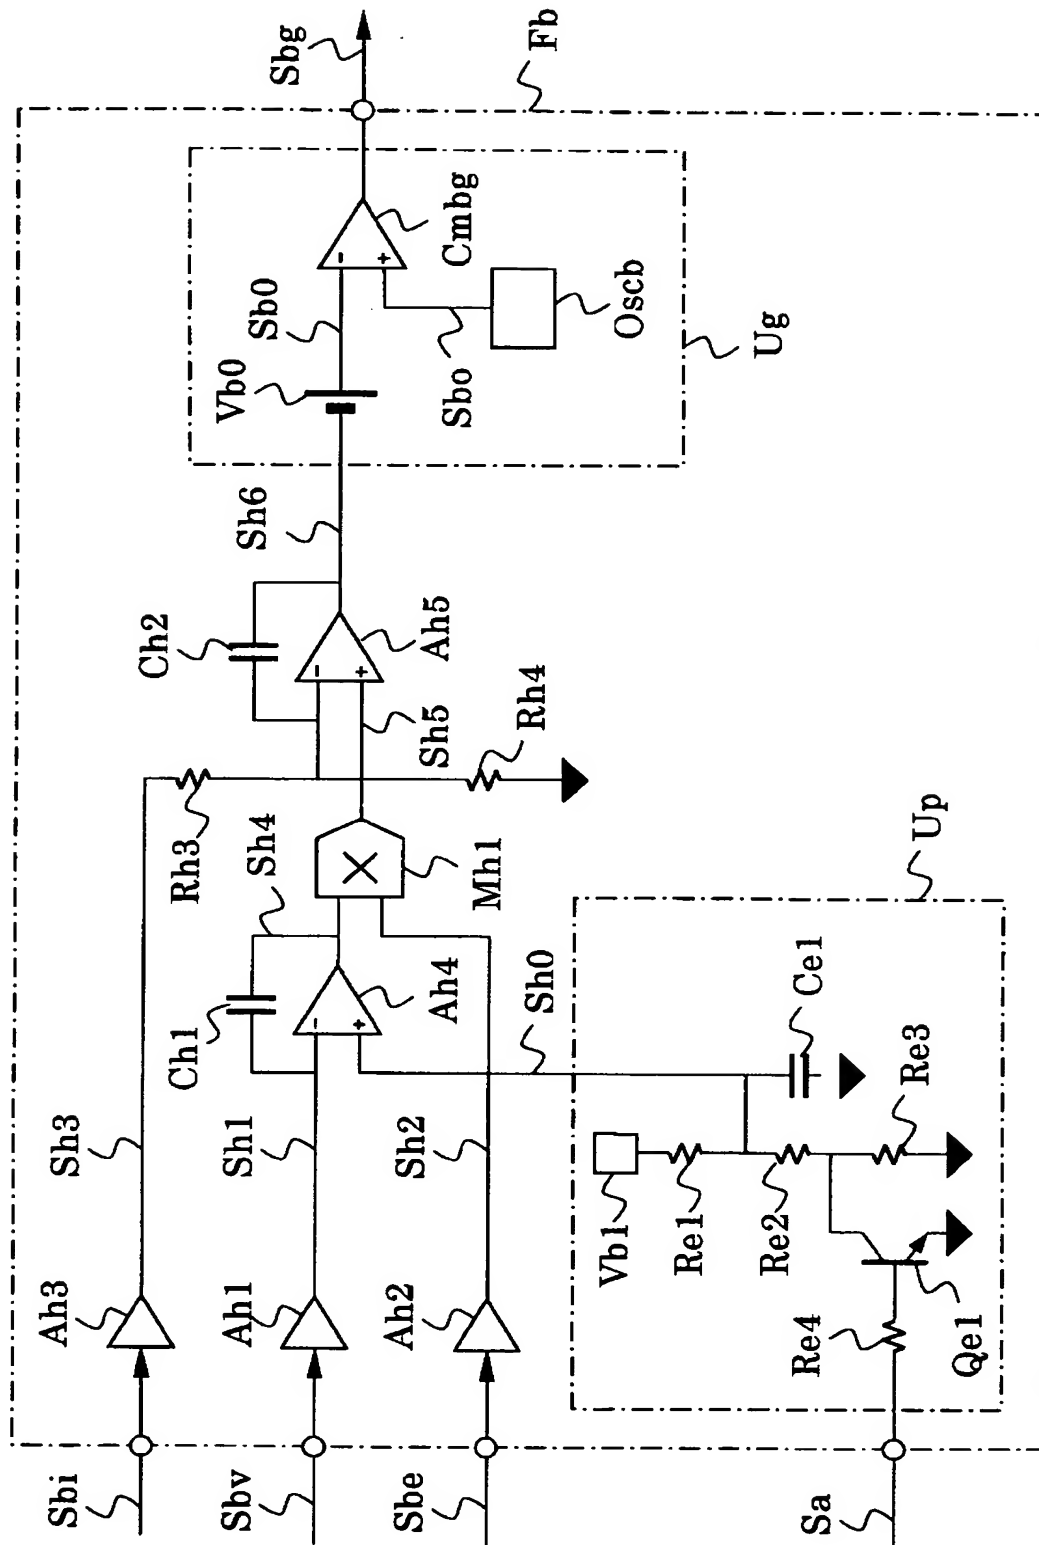 Sbi
Ah3
Sh3
Rh3
Sbv
Ah1
Sh1
Ch1
-
+
Ah4
Sh4
Mh1
Sbe
Ah2
Sh2
Sh0
Ch2
-
+
Ah5
Sh5
Rh4
Sh6
Vb0
Sb0
-
+
Cmbg
Sbo
Oscb
Ug
Sbg
Fb
Sa
Re4
Qe1
Vb1
Re1
Re2
Re3
Ce1
Up